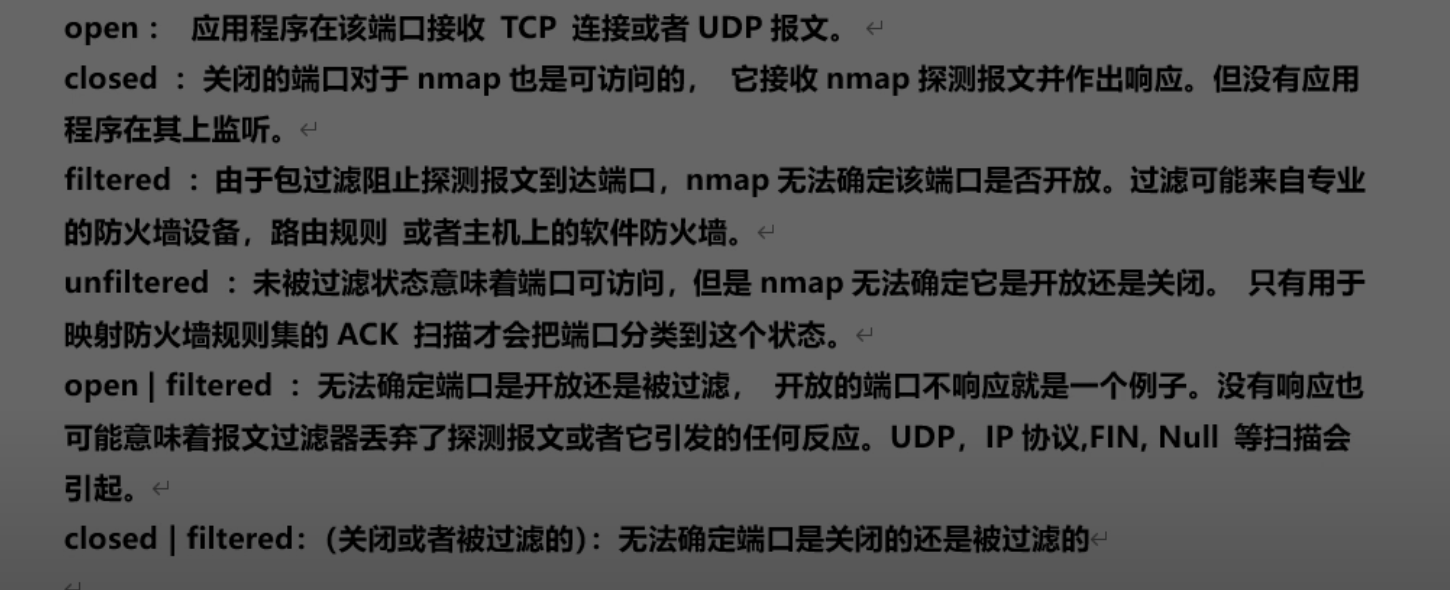 open： 应用程序在该端口接收 TCP 连接或者 UDP 报文。
closed ：关闭的端口对于 nmap 也是可访问的， 它接收 nmap 探测报文并作出响应。但没有应用
程序在其上监听。
filtered ：由于包过滤阻止探测报文到达端口，nmap 无法确定该端口是否开放。过滤可能来自专业
的防火墙设备，路由规则 或者主机上的软件防火墙。
unfiltered ：未被过滤状态意味着端口可访问，但是 nmap 无法确定它是开放还是关闭。 只有用于
映射防火墙规则集的 ACK 扫描才会把端口分类到这个状态。
open | filtered ：无法确定端口是开放还是被过滤， 开放的端口不响应就是一个例子。没有响应也
可能意味着报文过滤器丢弃了探测报文或者它引发的任何反应。UDP，IP 协议,FIN, Null 等扫描会
引起。
closed | filtered：（关闭或者被过滤的）：无法确定端口是关闭的还是被过滤的